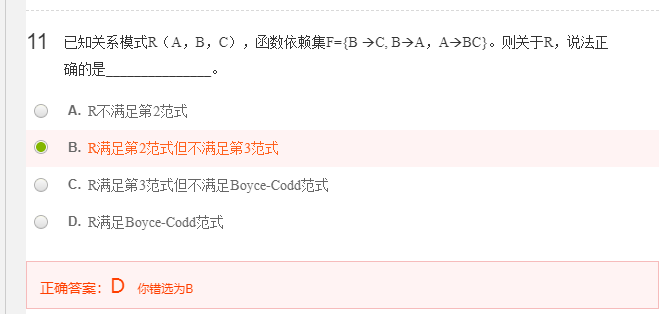 11 已知关系模式R（A，B，C），函数依赖集F={B →C, B→A，A→BC}。则关于R，说法正
确的是_______________。
A. R不满足第2范式
B. R满足第2范式但不满足第3范式
C. R满足第3范式但不满足Boyce-Codd范式
D. R满足Boyce-Codd范式
正确答案：D 你错选为B